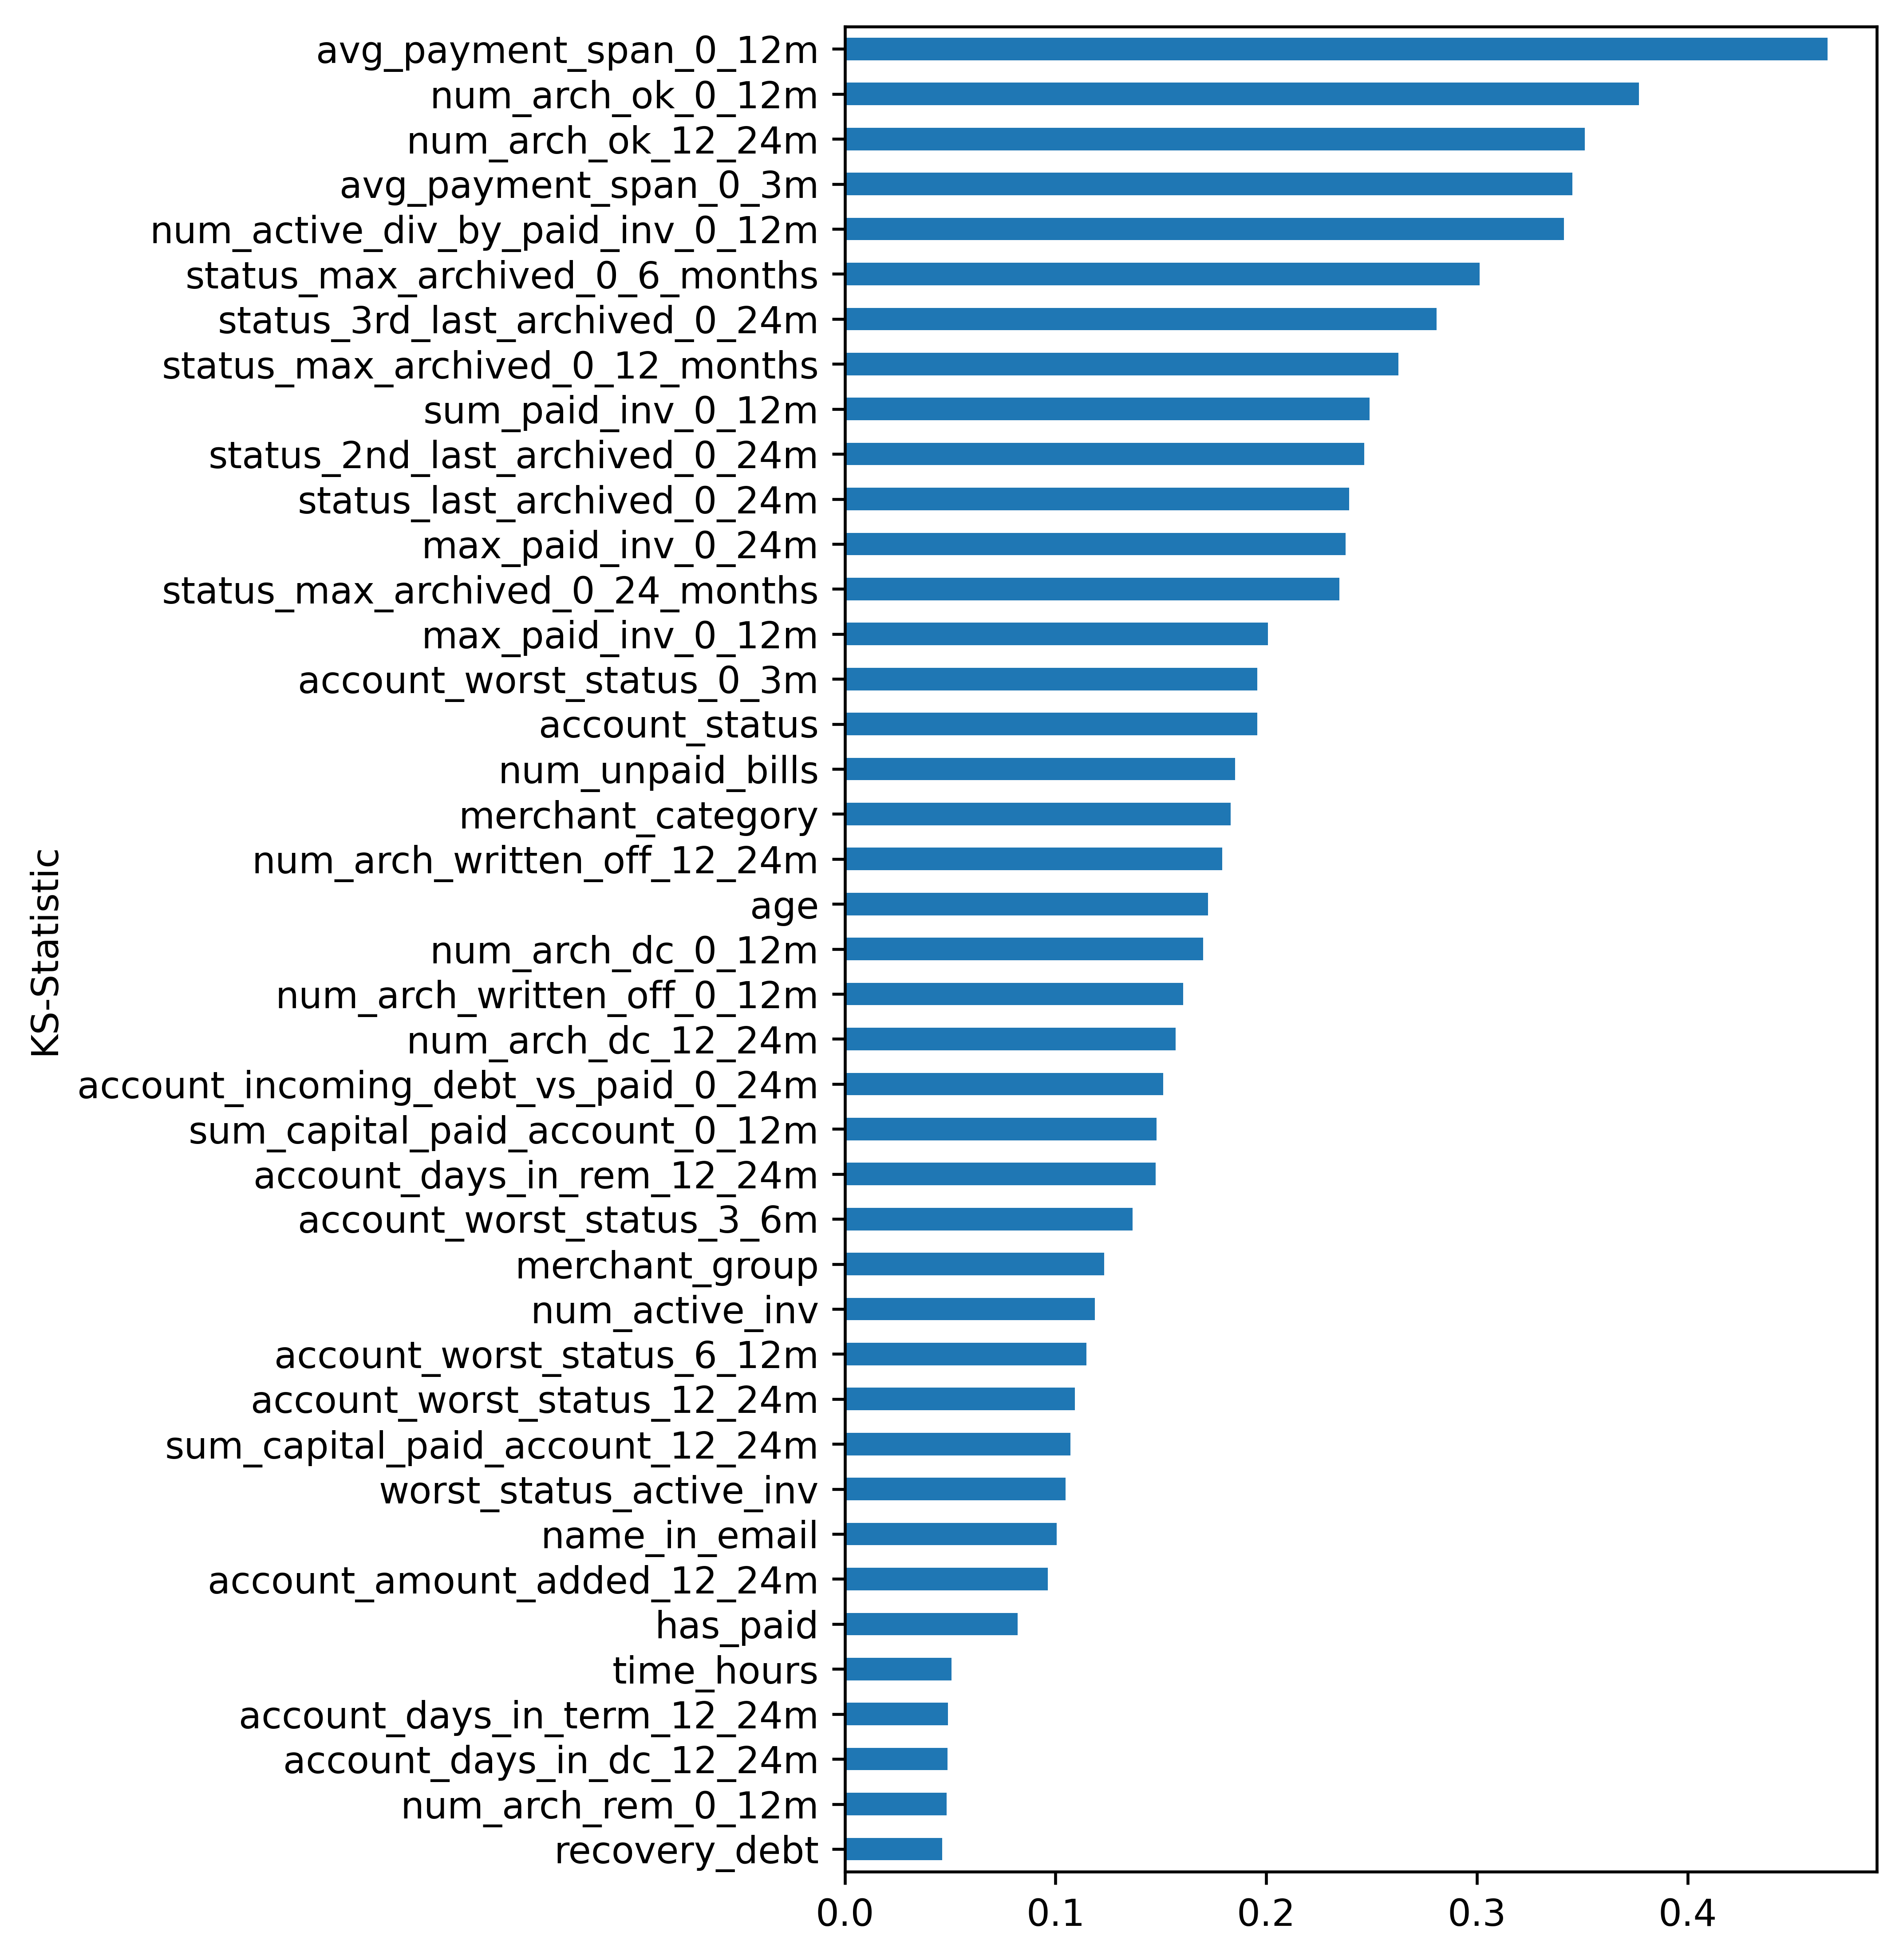 avg_payment_span_0_12m
num_arch_ok_0_12m
num_arch_ok_12_24m
avg_payment_span_0_3m
num_active_div_by_paid_inv_0_12m
status_max_archived_0_6_months
status_3rd_last_archived_0_24m
status_max_archived_0_12_months
sum_paid_inv_0_12m
status_2nd_last_archived_0_24m
status_last_archived_0_24m
max_paid_inv_0_24m
status_max_archived_0_24_months
max_paid_inv_0_12m
account_worst_status_0_3m
account_status
num_unpaid_bills
merchant_category
num_arch_written_off_12_24m
age
num_arch_dc_0_12m
num_arch_written_off_0_12m
num_arch_dc_12_24m
account_incoming_debt_vs_paid_0_24m
sum_capital_paid_account_0_12m
account_days_in_rem_12_24m
account_worst_status_3_6m
merchant_group
num_active_inv
account_worst_status_6_12m
account_worst_status_12_24m
sum_capital_paid_account_12_24m
worst_status_active_inv
name_in_email
account_amount_added_12_24m
has_paid
time_hours
account_days_in_term_12_24m
account_days_in_dc_12_24m
num_arch_rem_0_12m
recovery_debt
KS-Statistic
0.0 0.1 0.2 0.3 0.4